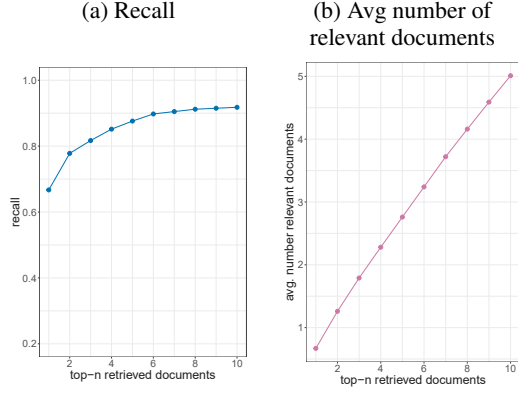 (a) Recall
1.0
0.8
0.6
0.4
0.2
recall
2 4 6 8 10
top−n retrieved documents
(b) Avg number of
relevant documents
5
4
3
2
1
avg. number relevant documents
2 4 6 8 10
top−n retrieved documents